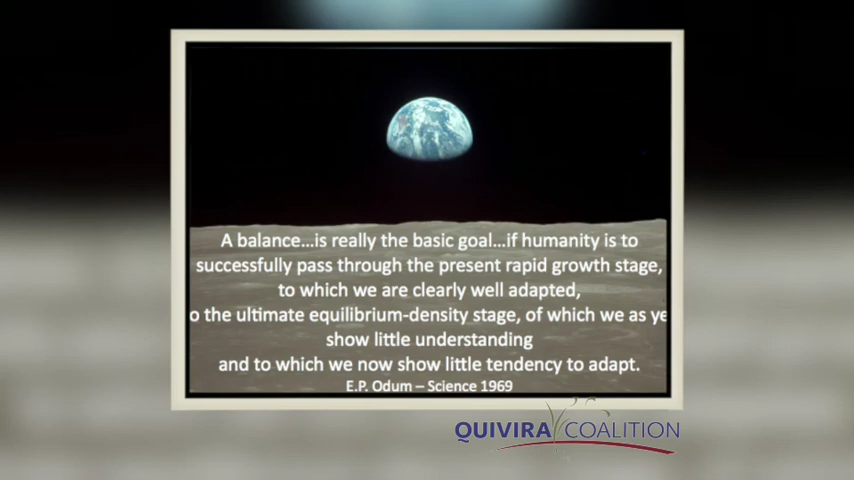 A balance...is really the basic goal...if humanity is to
successfully pass through the present rapid growth stage,
to which we are clearly well adapted,
o the ultimate equilibrium-density stage, of which we as ye
show little understanding
and to which we now show little tendency to adapt.
E.P. Odum – Science 1969
QUIVIRA COALITION